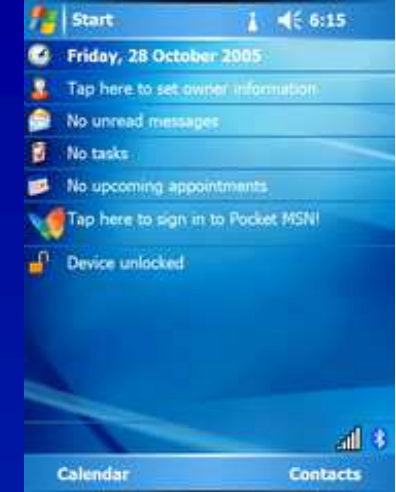 Start 6:15
Friday, 28 October 2005
Tap here to set owner information
No unread messages
No tasks
No upcoming appointments
Tap here to sign in to Pocket MSN!
Device unlocked
Calendar Contacts